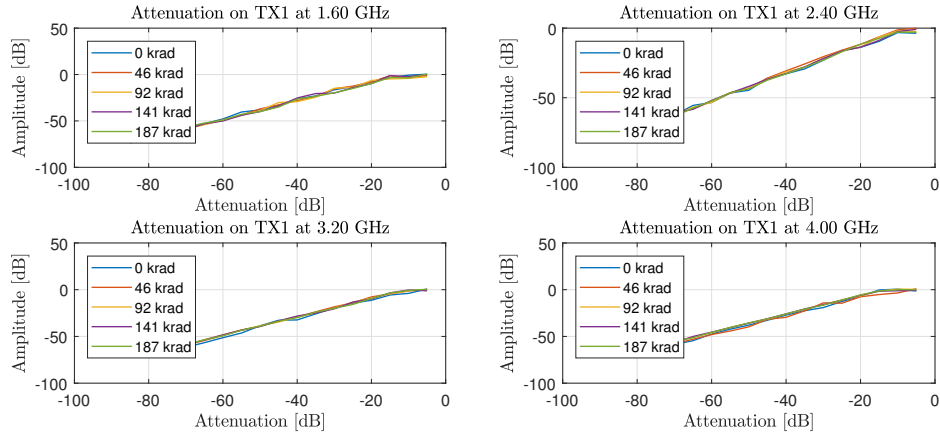 Attenuation on TX1 at 1.60 GHz
Amplitude [dB]
50
0
-50
-100
0 krad
46 krad
92 krad
141 krad
187 krad
-100 -80 -60 -40 -20 0
Attenuation [dB]
Attenuation on TX1 at 2.40 GHz
Amplitude [dB]
0
-50
-100
0 krad
46 krad
92 krad
141 krad
187 krad
-100 -80 -60 -40 -20 0
Attenuation [dB]
Attenuation on TX1 at 3.20 GHz
Amplitude [dB]
50
0
-50
-100
0 krad
46 krad
92 krad
141 krad
187 krad
-100 -80 -60 -40 -20 0
Attenuation [dB]
Attenuation on TX1 at 4.00 GHz
Amplitude [dB]
50
0
-50
-100
0 krad
46 krad
92 krad
141 krad
187 krad
-100 -80 -60 -40 -20 0
Attenuation [dB]